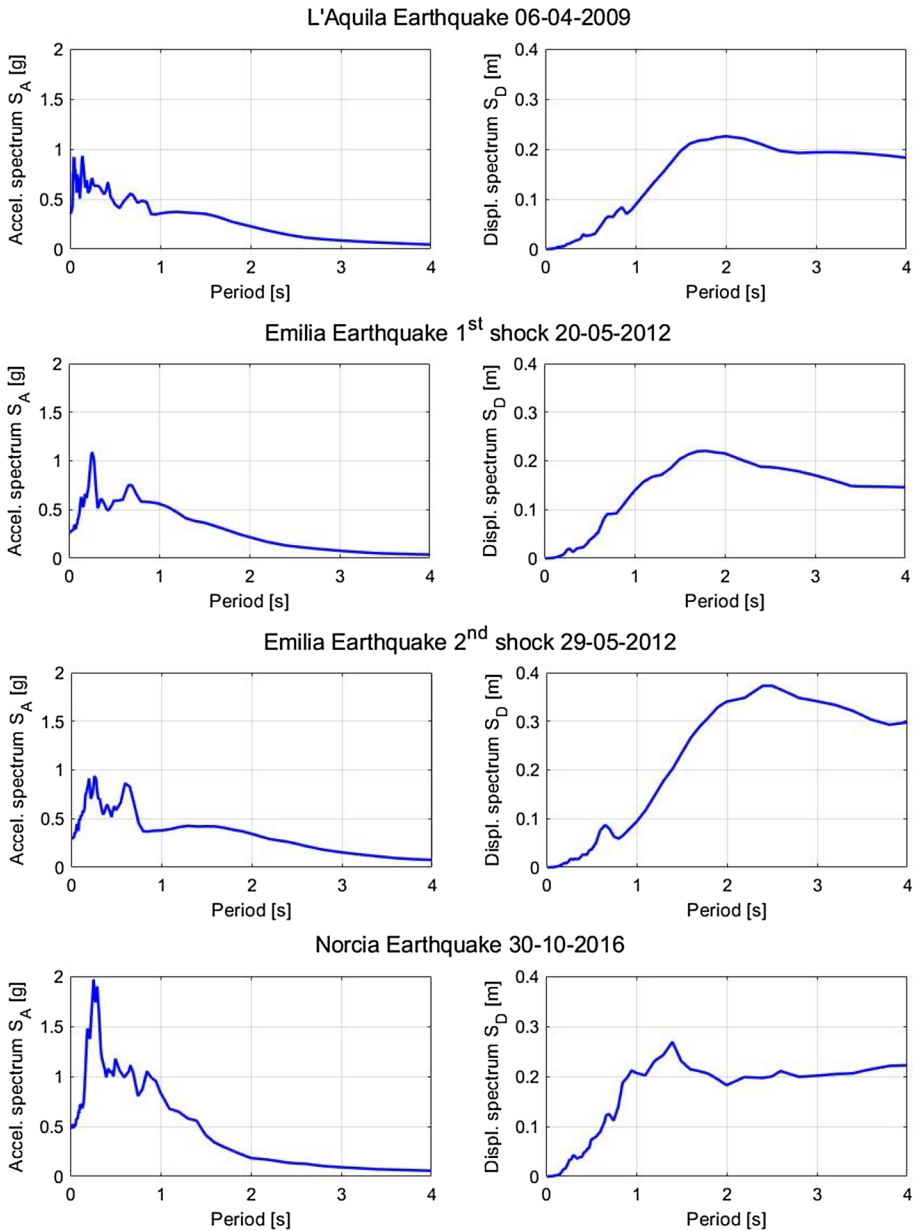 L'Aquila Earthquake 06-04-2009
Accel. spectrum S_A [g]
2
1.5
1
0.5
0
0 1 2 3 4
Period [s]
Displ. spectrum S_D [m]
0.4
0.3
0.2
0.1
0
0 1 2 3 4
Period [s]
Emilia Earthquake 1st shock 20-05-2012
Accel. spectrum S_A [g]
2
1.5
1
0.5
0
0 1 2 3 4
Period [s]
Displ. spectrum S_D [m]
0.4
0.3
0.2
0.1
0
0 1 2 3 4
Period [s]
Emilia Earthquake 2nd shock 29-05-2012
Accel. spectrum S_A [g]
2
1.5
1
0.5
0
0 1 2 3 4
Period [s]
Displ. spectrum S_D [m]
0.4
0.3
0.2
0.1
0
0 1 2 3 4
Period [s]
Norcia Earthquake 30-10-2016
Accel. spectrum S_A [g]
2
1.5
1
0.5
0
0 1 2 3 4
Period [s]
Displ. spectrum S_D [m]
0.4
0.3
0.2
0.1
0
0 1 2 3 4
Period [s]